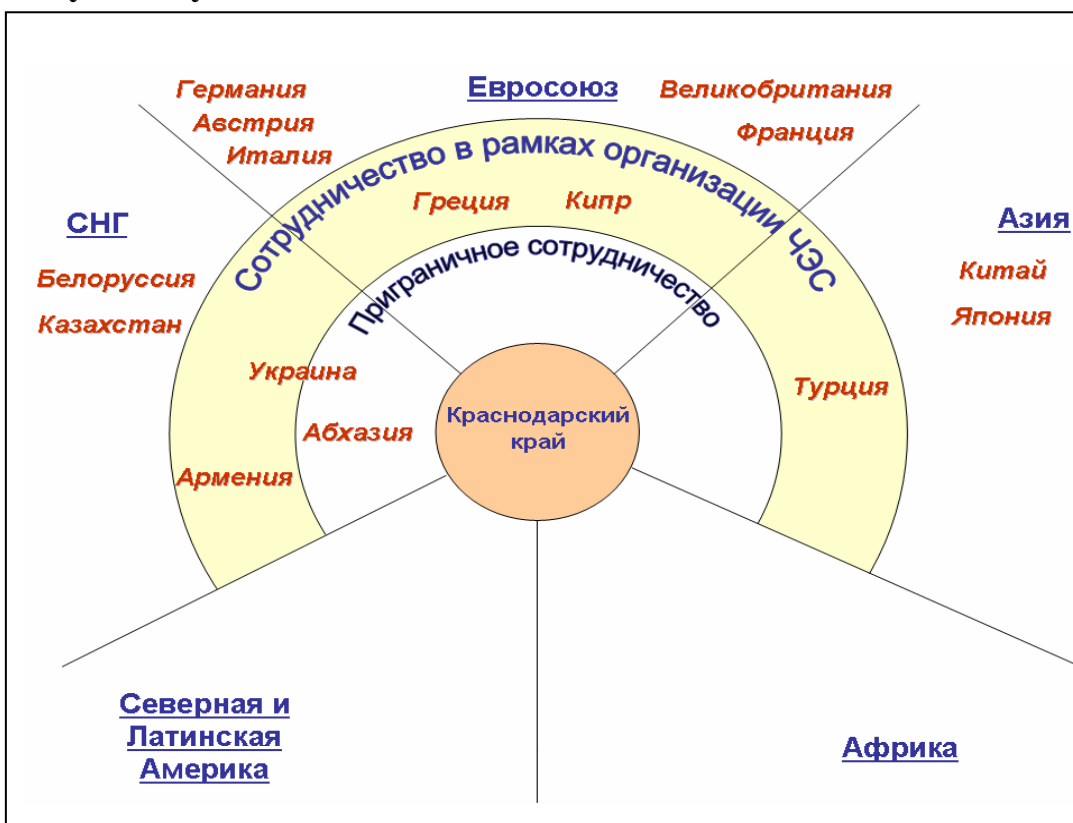 Германия
Австрия
Италия
Евросоюз
Великобритания
Франция
Сотрудничество в рамках организации ЧЭС
Греция
Кипр
Приграничное сотрудничество
СНГ
Белоруссия
Казахстан
Украина
Абхазия
Армения
Краснодарский
край
Азия
Китай
Япония
Турция
Северная и
Латинская
Америка
Африка